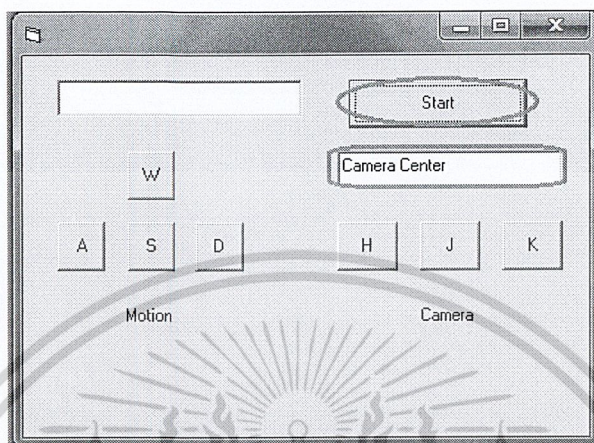 Start
Camera Center
W
A S D H J K
Motion Camera